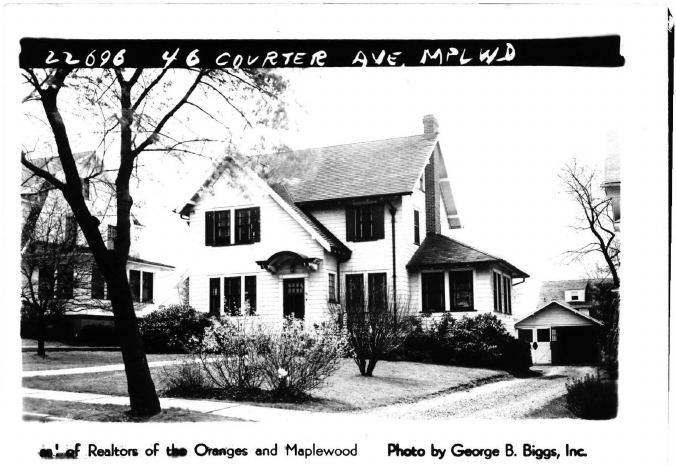 22696 46 COURTER AVE. MPLWD
of Realtors of the Oranges and Maplewood Photo by George B. Biggs, Inc.